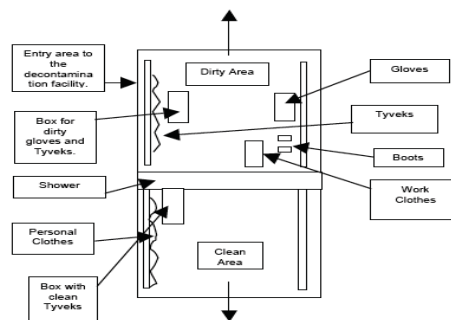 Entry area to
the
decontamina
tion facility.
Dirty Area
Gloves
Box for
dirty
gloves and
Tyveks.
Tyveks
Boots
Shower
Work
Clothes
Personal
Clothes
Clean
Area
Box with
clean
Tyveks